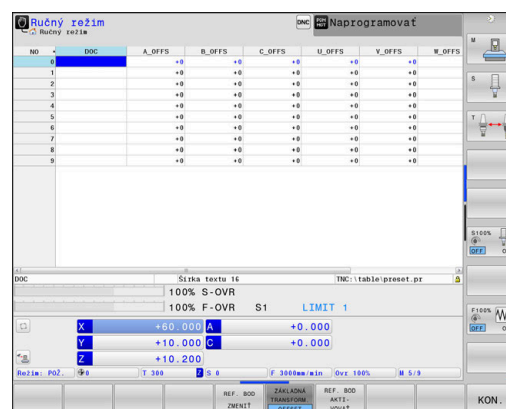 Ručný režim
Ručný režim
DNC
Naprogramovať
NO DOC A_OFFS B_OFFS C_OFFS U_OFFS V_OFFS W_OFFS
0 +0 +0 +0 +0 +0
1 +0 +0 +0 +0 +0
2 +0 +0 +0 +0 +0
3 +0 +0 +0 +0 +0
4 +0 +0 +0 +0 +0
5 +0 +0 +0 +0 +0
6 +0 +0 +0 +0 +0
7 +0 +0 +0 +0 +0
8 +0 +0 +0 +0 +0
9 +0 +0 +0 +0 +0
M
S
T
S100%
OFF
F100%
OFF
DOC Šírka textu 16 TNC:\table\preset.pr
100% S-OVR
100% F-OVR S1 LIMIT 1
X +60.000 A +0.000
Y +10.000 C +0.000
Z +10.200
Režim: POŽ. 0 T 300 Z S 0 F 3000mm/min Ovr 100% M 5/9
REF. BOD
ZMENIŤ
ZÁKLADNÁ
TRANSFORM
OFFSET
REF. BOD
AKTI-
VOVAŤ
KON.